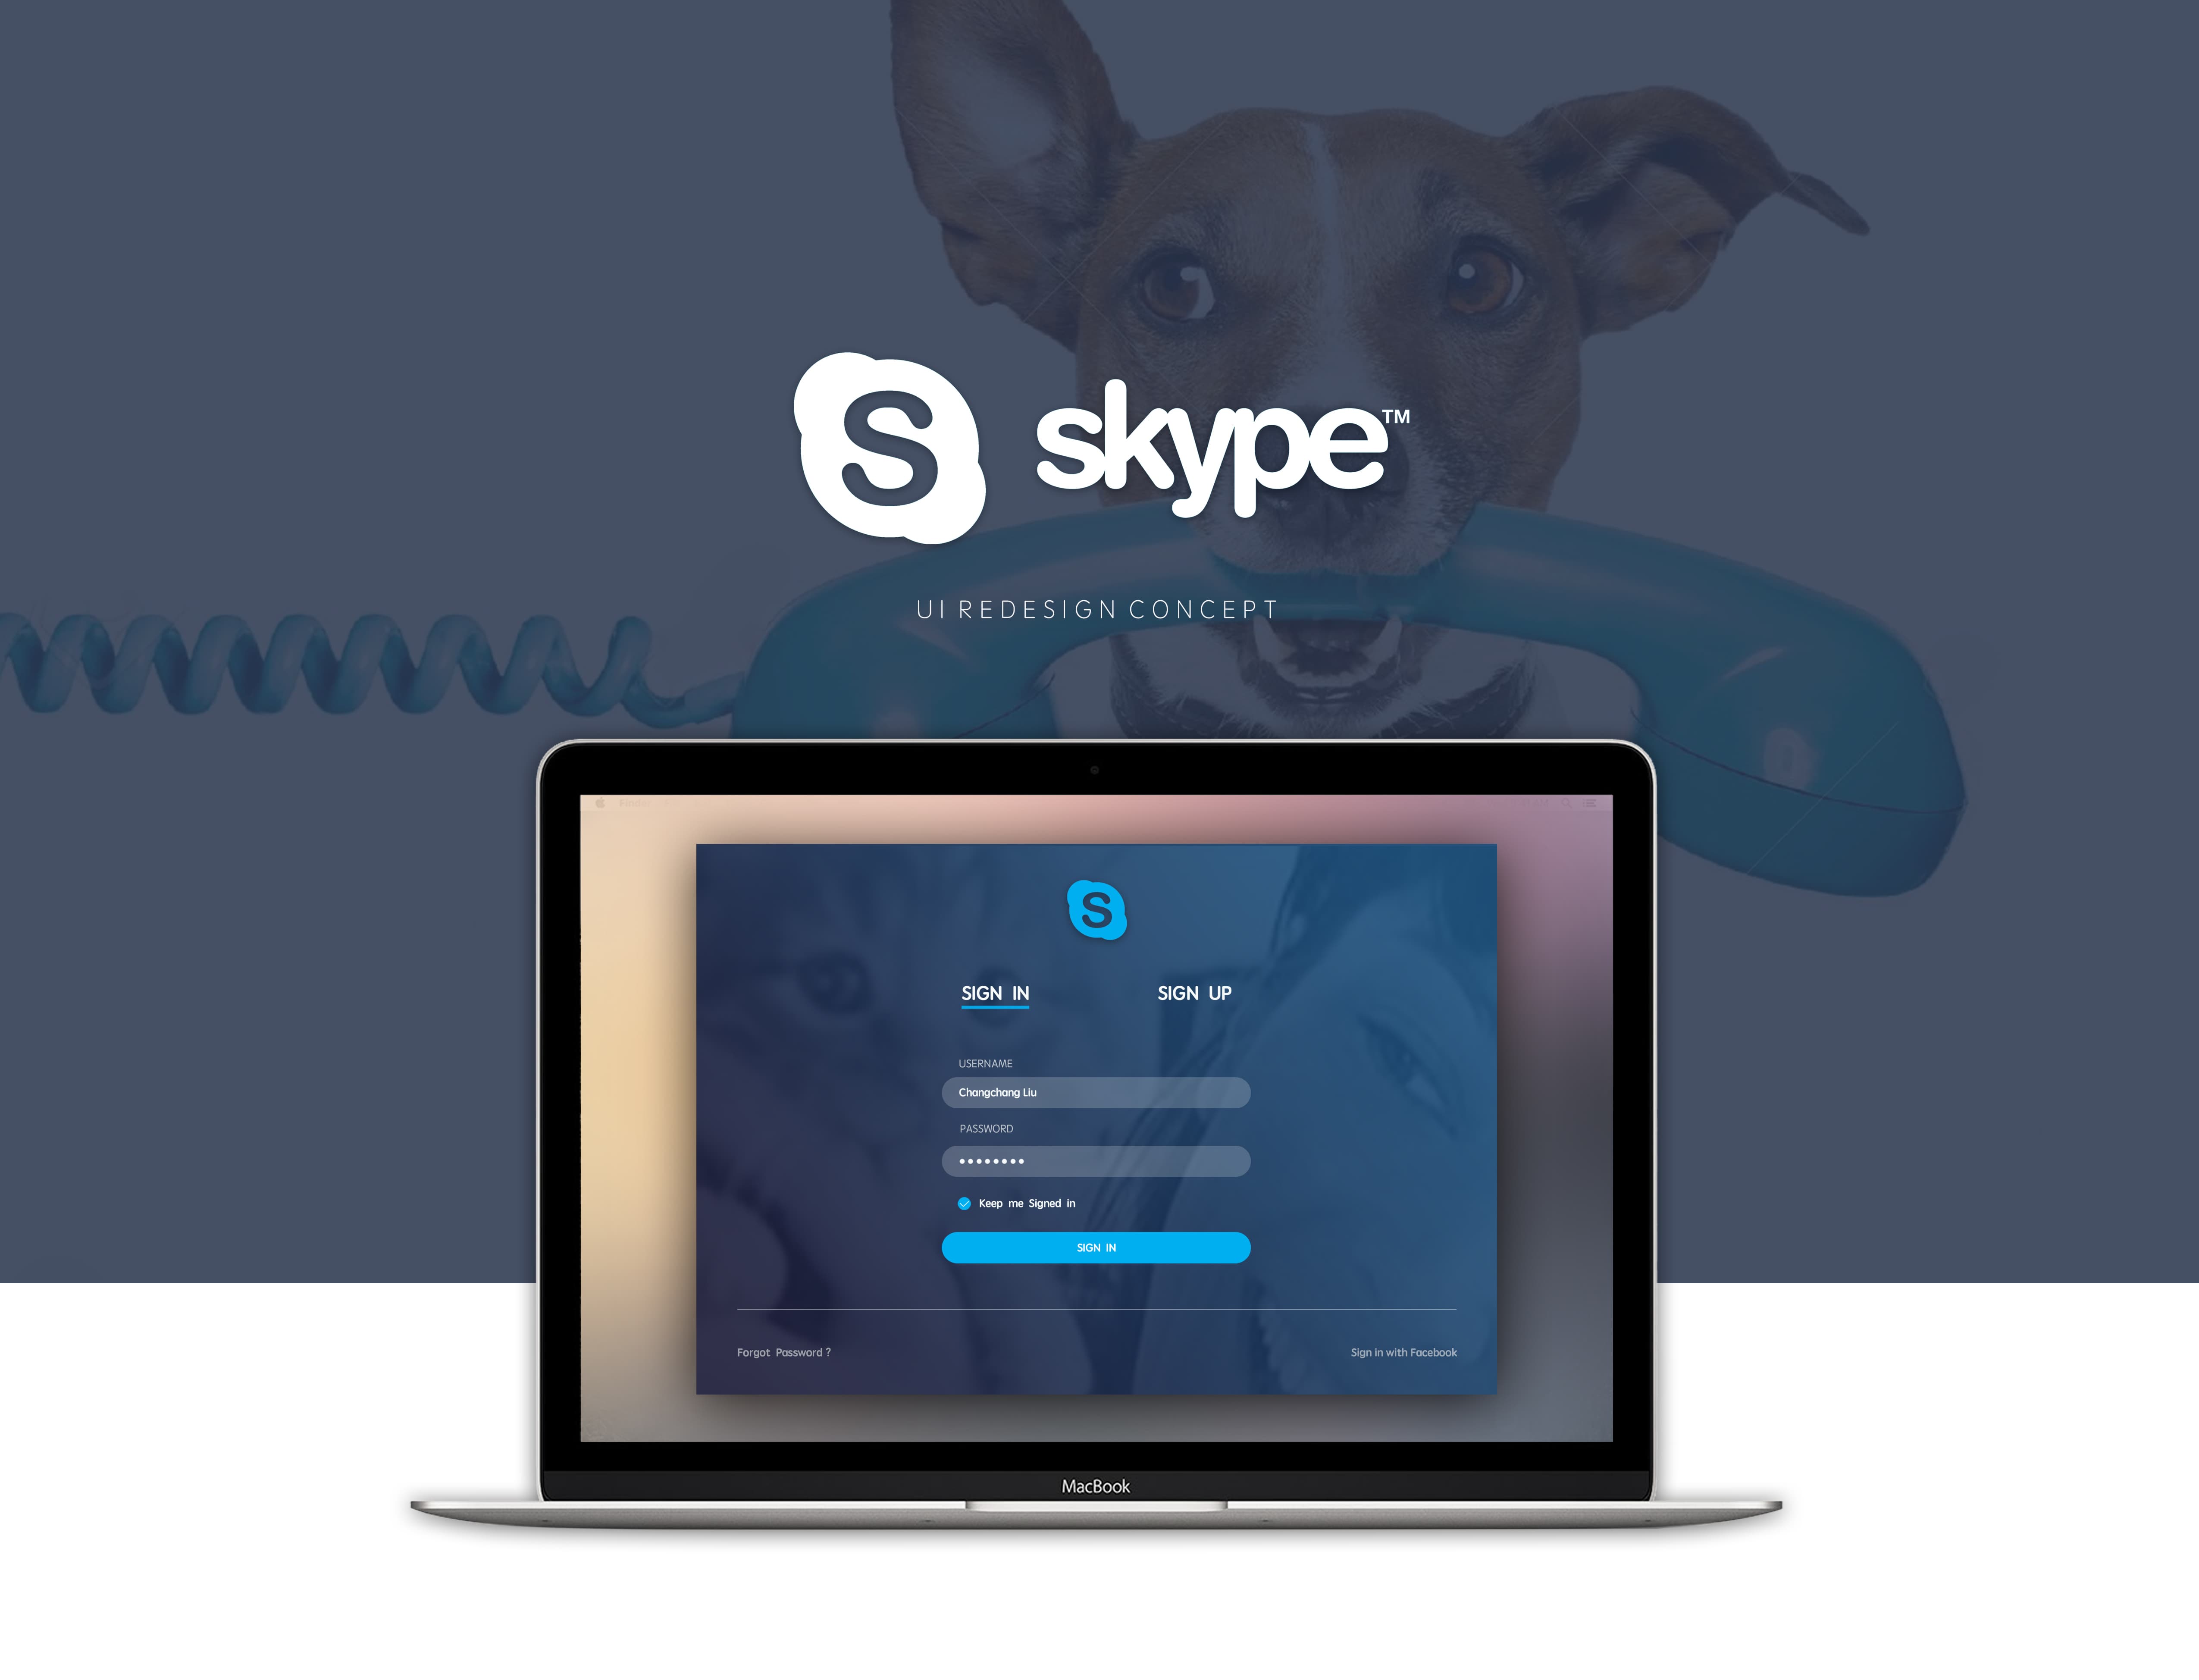 S skype™
UI REDESIGN CONCEPT
S
SIGN IN SIGN UP
USERNAME
Changchang Liu
PASSWORD
Keep me Signed in
SIGN IN
Forgot Password ? Sign in with Facebook
MacBook